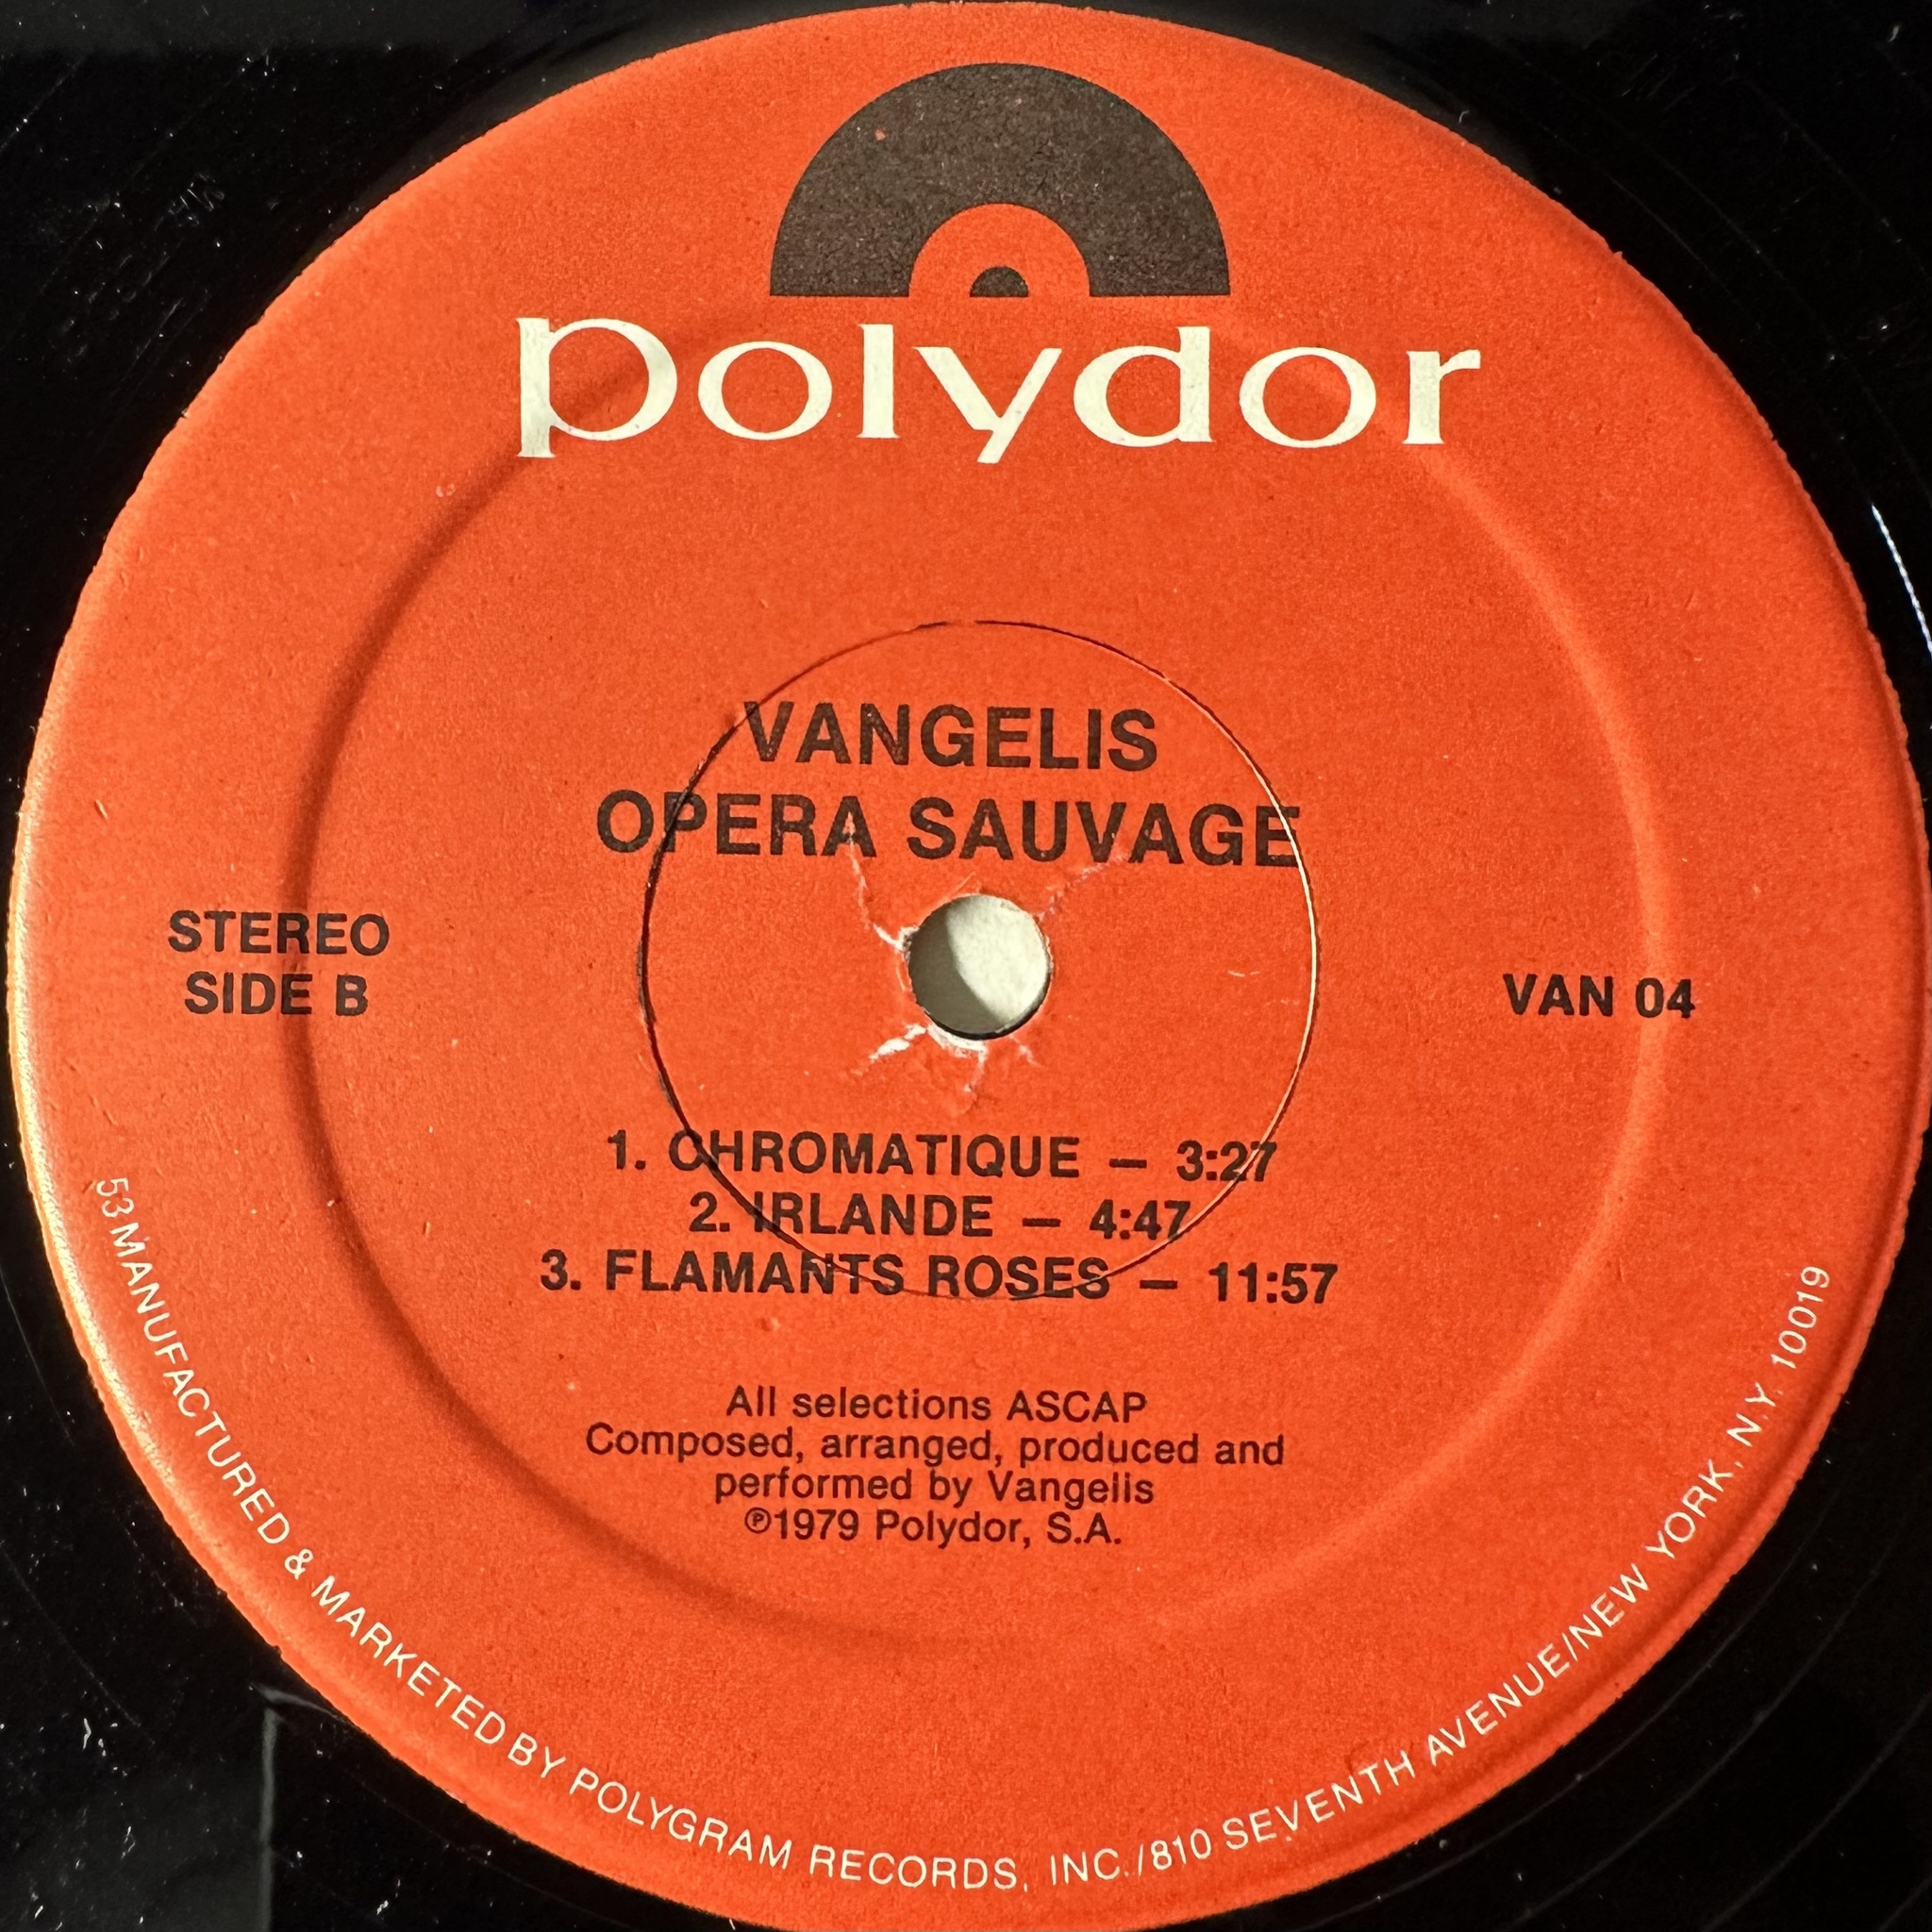 polydor
VANGELIS
OPERA SAUVAGE
STEREO
SIDE B
VAN 04
1. CHROMATIQUE — 3:27
2. IRLANDE — 4:47
3. FLAMANTS ROSES — 11:57
All selections ASCAP
Composed, arranged, produced and
performed by Vangelis
℗1979 Polydor, S.A.
53 MANUFACTURED & MARKETED BY POLYGRAM RECORDS, INC./810 SEVENTH AVENUE/NEW YORK, N.Y. 10019